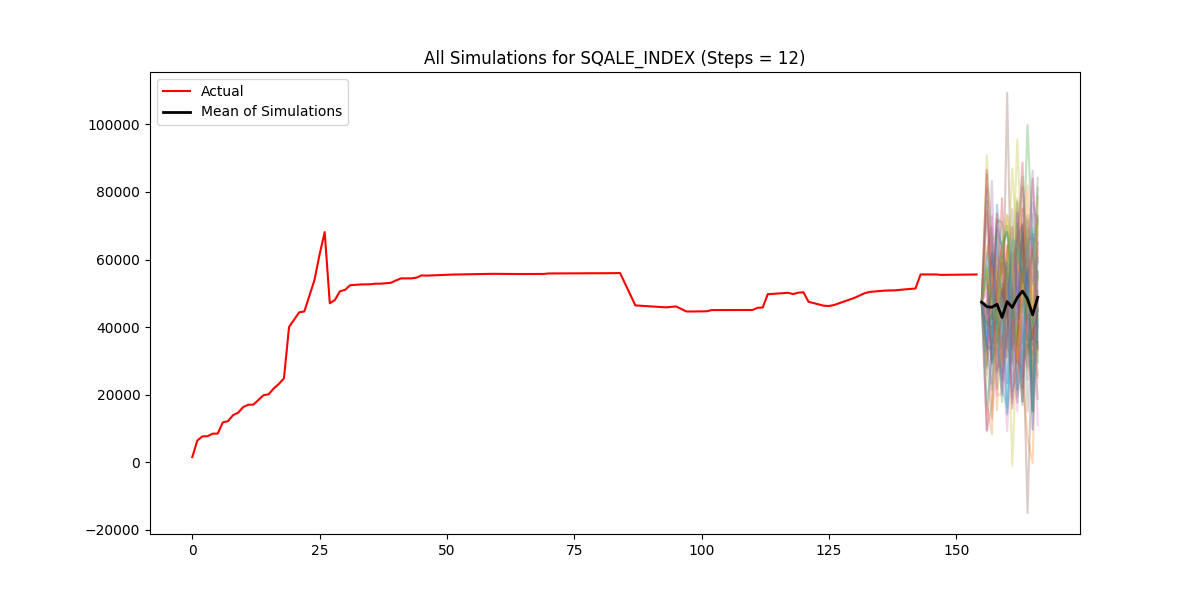 All Simulations for SQALE_INDEX (Steps = 12)
Actual
Mean of Simulations
100000
80000
60000
40000
20000
0
−20000
0 25 50 75 100 125 150